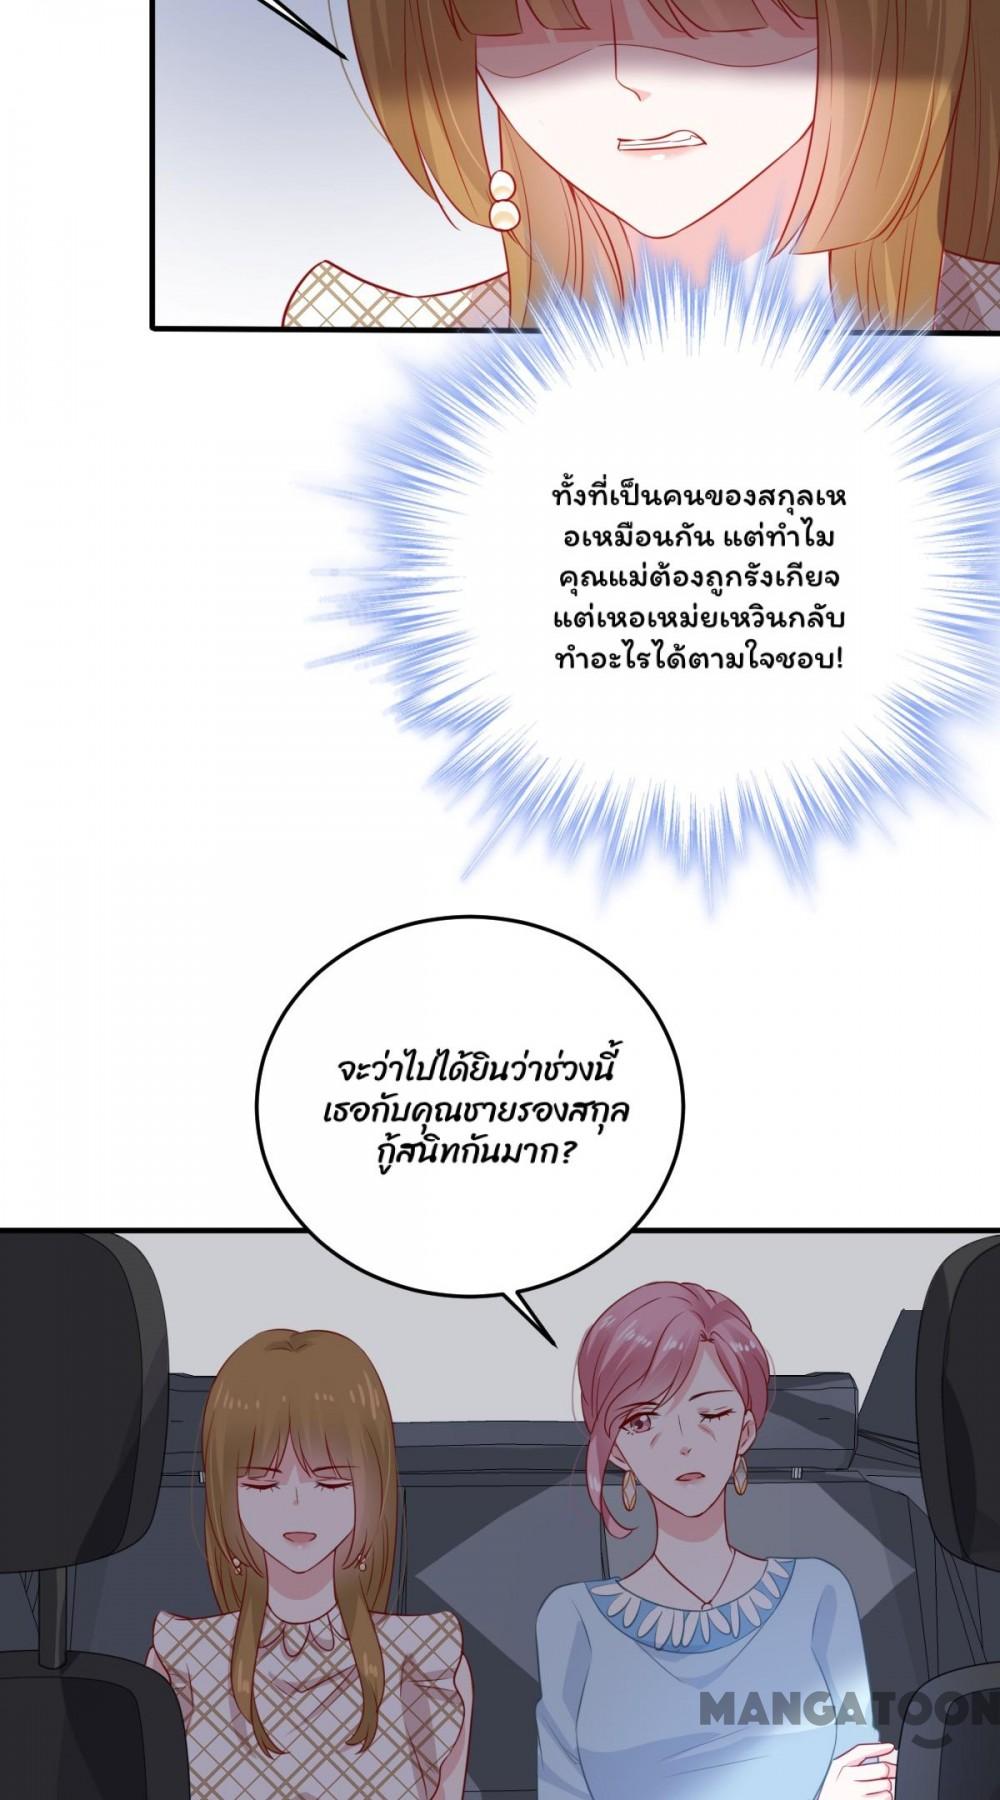 ทั้งที่เป็นคนของสกุลเห
อเหมือนกัน แต่ทำไม
คุณแม่ต้องถูกรังเกียจ
แต่เหอเหม่ยเหวินกลับ
ทำอะไรได้ตามใจชอบ!
จะว่าไปได้ยินว่าช่วงนี้
เธอกับคุณชายรองสกุล
กู้สนิทกันมาก?
MANGATOON